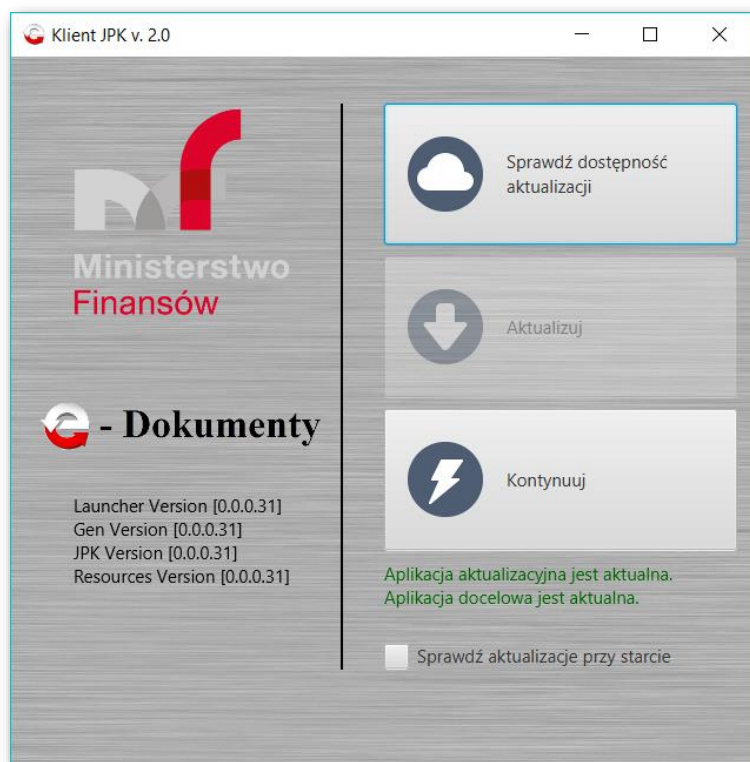 Klient JPK v. 2.0
Ministerstwo
Finansów
e - Dokumenty
Launcher Version [0.0.0.31]
Gen Version [0.0.0.31]
JPK Version [0.0.0.31]
Resources Version [0.0.0.31]
Sprawdź dostępność
aktualizacji
Aktualizuj
Kontynuuj
Aplikacja aktualizacyjna jest aktualna.
Aplikacja docelowa jest aktualna.
Sprawdź aktualizacje przy starcie